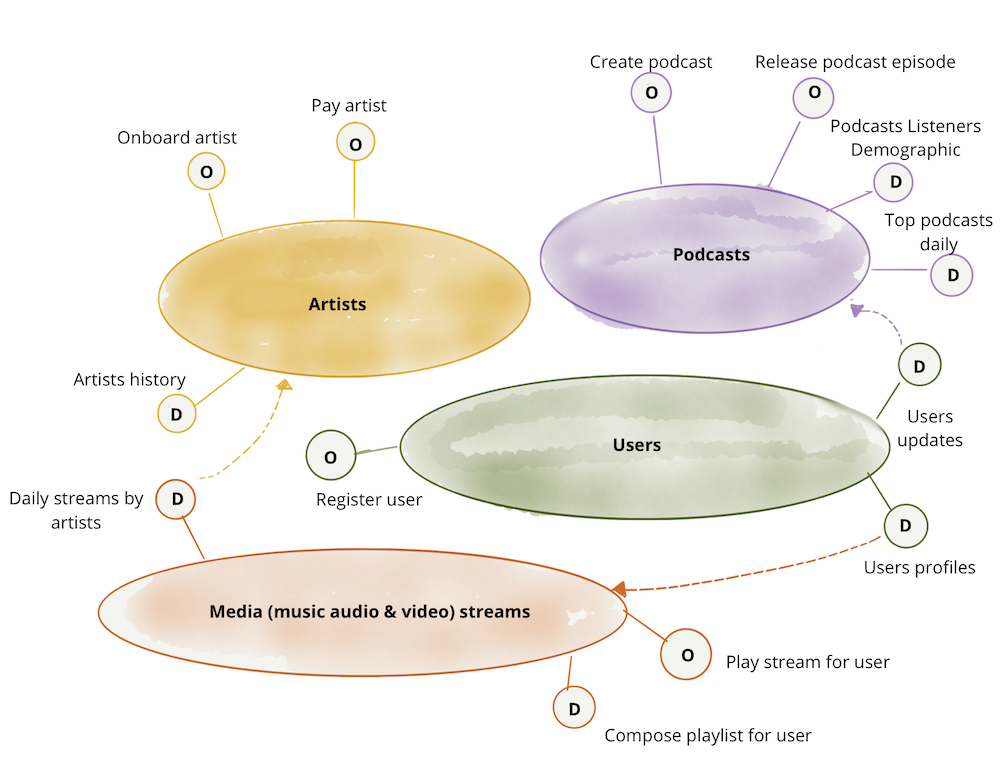 Create podcast
Release podcast episode
O
O
Pay artist
Podcasts Listeners
Demographic
Onboard artist
O
O
D
Top podcasts
daily
Podcasts
D
Artists
D
Artists history
D
Users
updates
Users
O
Register user
Daily streams by
artists
D
D
Users profiles
Media (music audio & video) streams
O
Play stream for user
D
Compose playlist for user